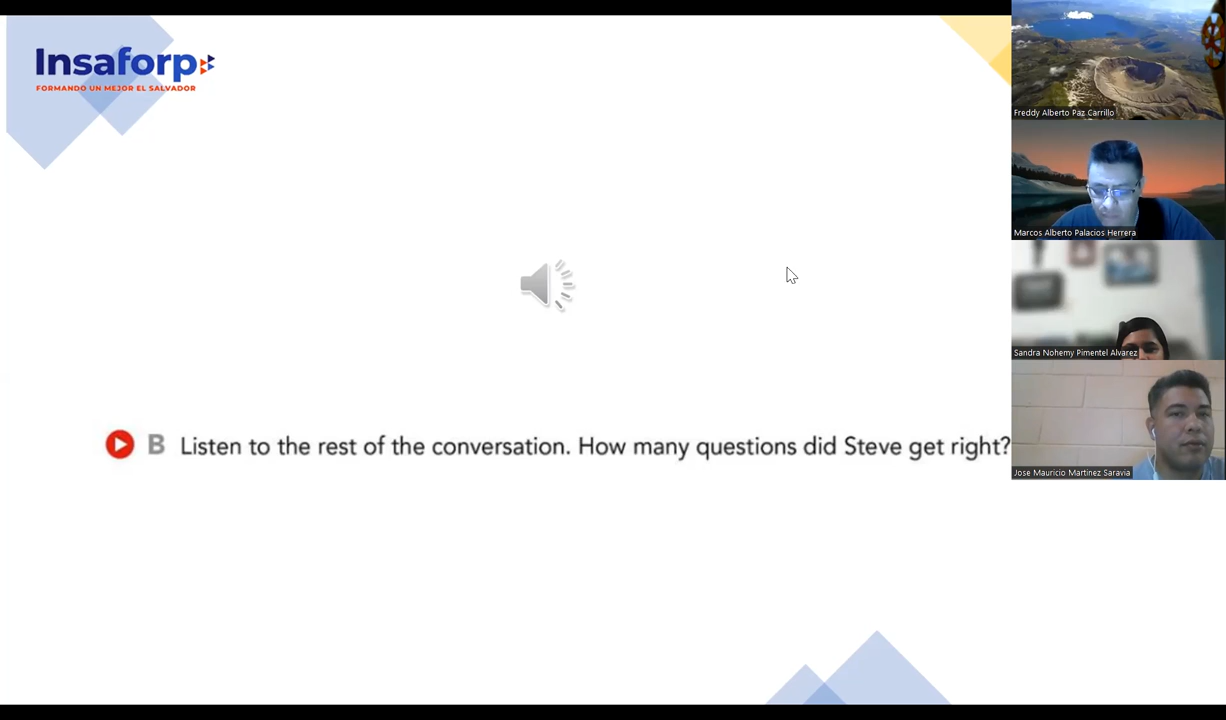 Insaforp
FORMANDO UN MEJOR EL SALVADOR
B Listen to the rest of the conversation. How many questions did Steve get right?
Freddy Alberto Paz Carrillo
Marcos Alberto Palacios Herrera
Sandra Nohemy Pimentel Alvarez
Jose Mauricio Martinez Saravia